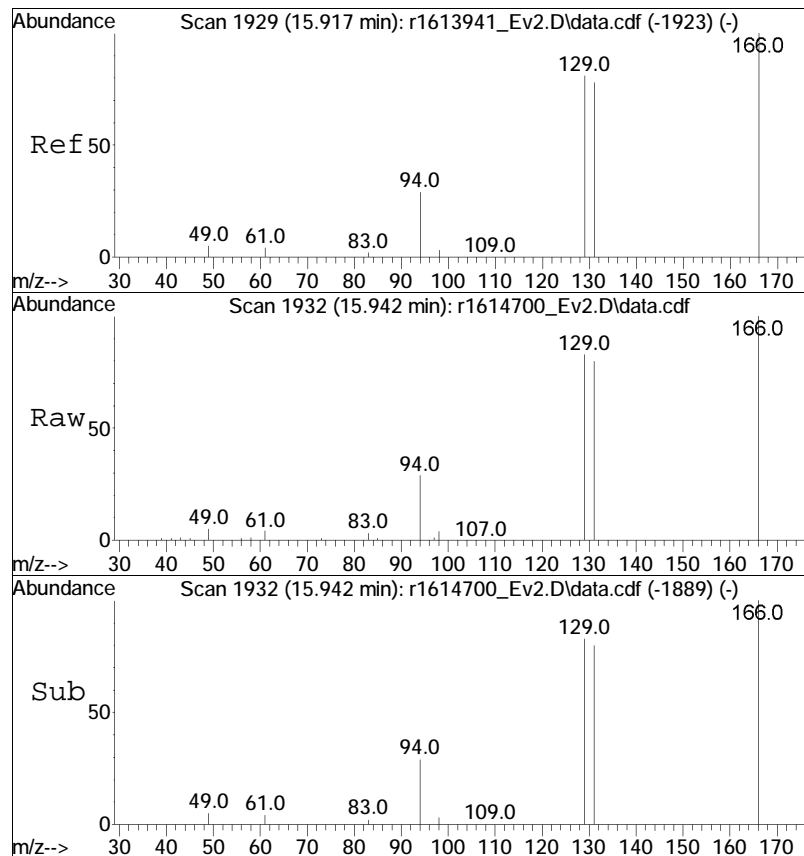 Abundance Scan 1929 (15.917 min): r1613941_Ev2.D\data.cdf (-1923) (-)
166.0
129.0
Ref 50
94.0
49.0 61.0 83.0 109.0
0
30 40 50 60 70 80 90 100 110 120 130 140 150 160 170
m/z-->
Abundance Scan 1932 (15.942 min): r1614700_Ev2.D\data.cdf
166.0
129.0
Raw 50
94.0
49.0 61.0 83.0 107.0
0
30 40 50 60 70 80 90 100 110 120 130 140 150 160 170
m/z-->
Abundance Scan 1932 (15.942 min): r1614700_Ev2.D\data.cdf (-1889) (-)
166.0
129.0
Sub 50
94.0
49.0 61.0 83.0 109.0
0
m/z--> 30 40 50 60 70 80 90 100 110 120 130 140 150 160 170